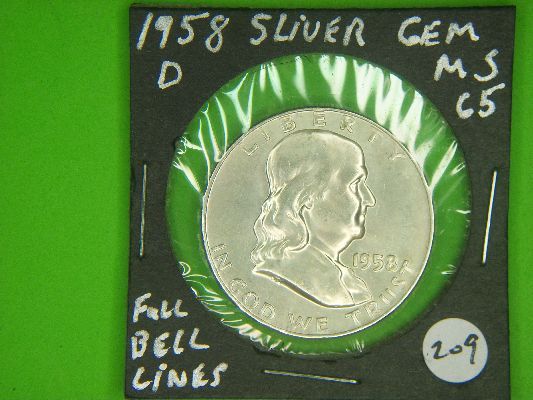 1958 SLIVER GEM
D MS
65
LIBERTY
1958
IN GOD WE TRUST
FULL
BELL
LINES
209